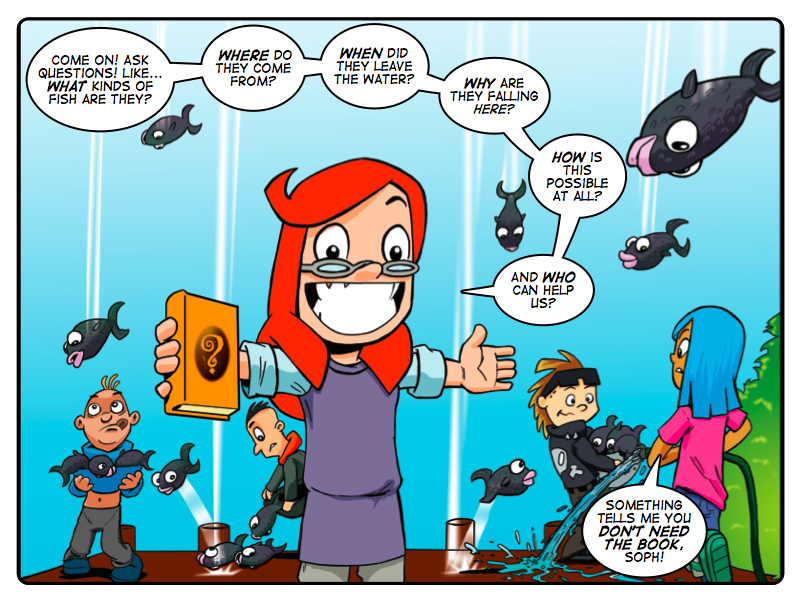 COME ON! ASK
QUESTIONS! LIKE...
WHAT KINDS OF
FISH ARE THEY?
WHERE DO
THEY COME
FROM?
WHEN DID
THEY LEAVE
THE WATER?
WHY ARE
THEY FALLING
HERE?
HOW IS
THIS
POSSIBLE
AT ALL?
AND WHO
CAN HELP
US?
?
SOMETHING
TELLS ME YOU
DON'T NEED
THE BOOK,
SOPH!